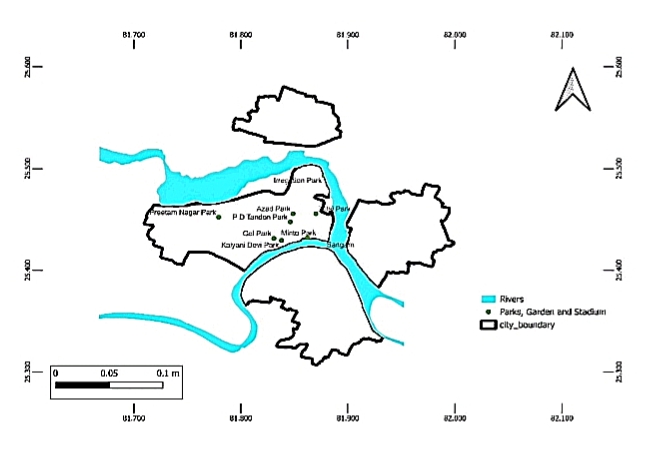 81.700 81.800 81.900 82.000 82.100
25.600 25.600
25.500 25.500
Irrigation Park
Preetam Nagar Park
Azad Park
P D Tandon Park
Gol Park
Minto Park
Kalyani Devi Park
Sangam
25.400 25.400
Rivers
Parks, Garden and Stadium
city_boundary
25.300 25.300
0 0.05 0.1 m
81.700 81.800 81.900 82.000 82.100